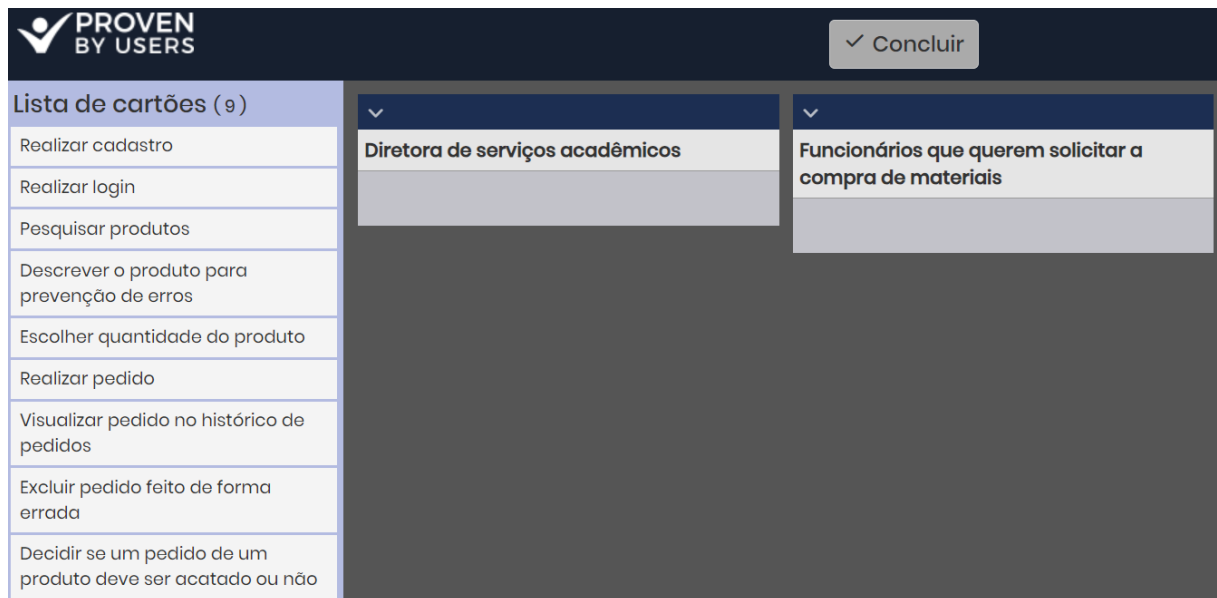 PROVEN
BY USERS
Concluir
Lista de cartões (9)
Realizar cadastro
Realizar login
Pesquisar produtos
Descrever o produto para
prevenção de erros
Escolher quantidade do produto
Realizar pedido
Visualizar pedido no histórico de
pedidos
Excluir pedido feito de forma
errada
Decidir se um pedido de um
produto deve ser acatado ou não
Diretora de serviços acadêmicos
Funcionários que querem solicitar a
compra de materiais